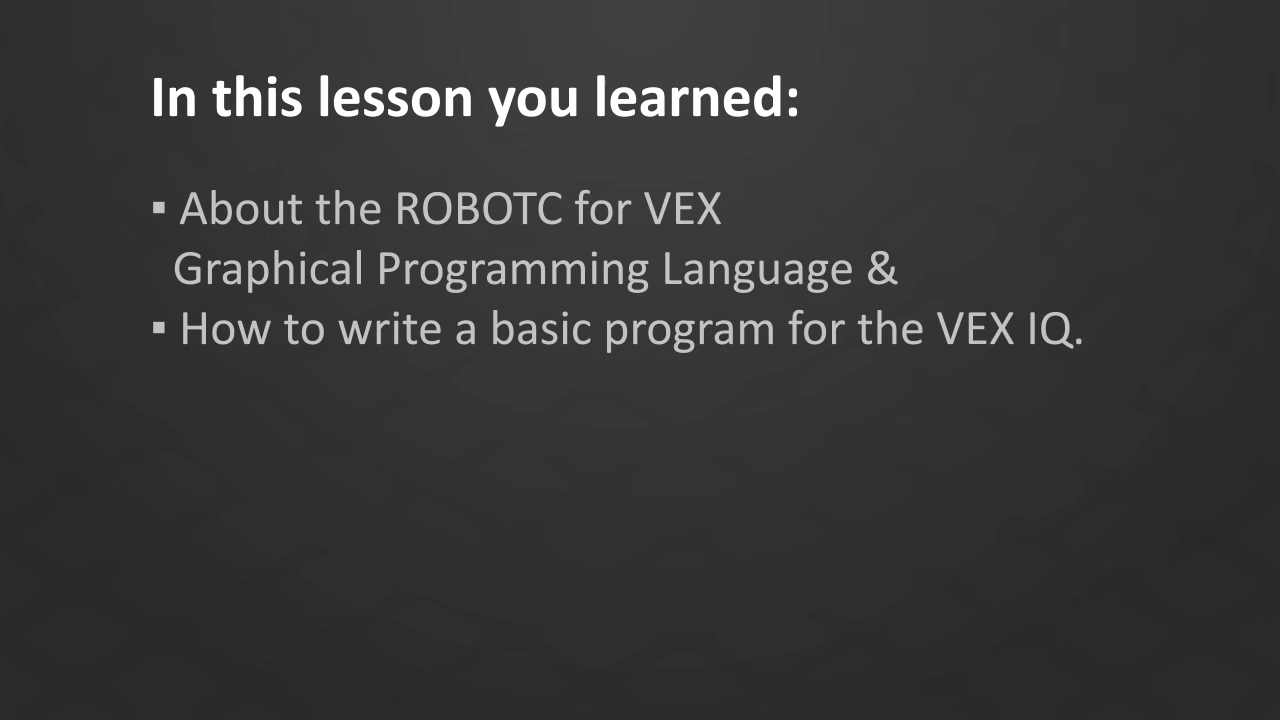 In this lesson you learned:
▪ About the ROBOTC for VEX
Graphical Programming Language &
▪ How to write a basic program for the VEX IQ.